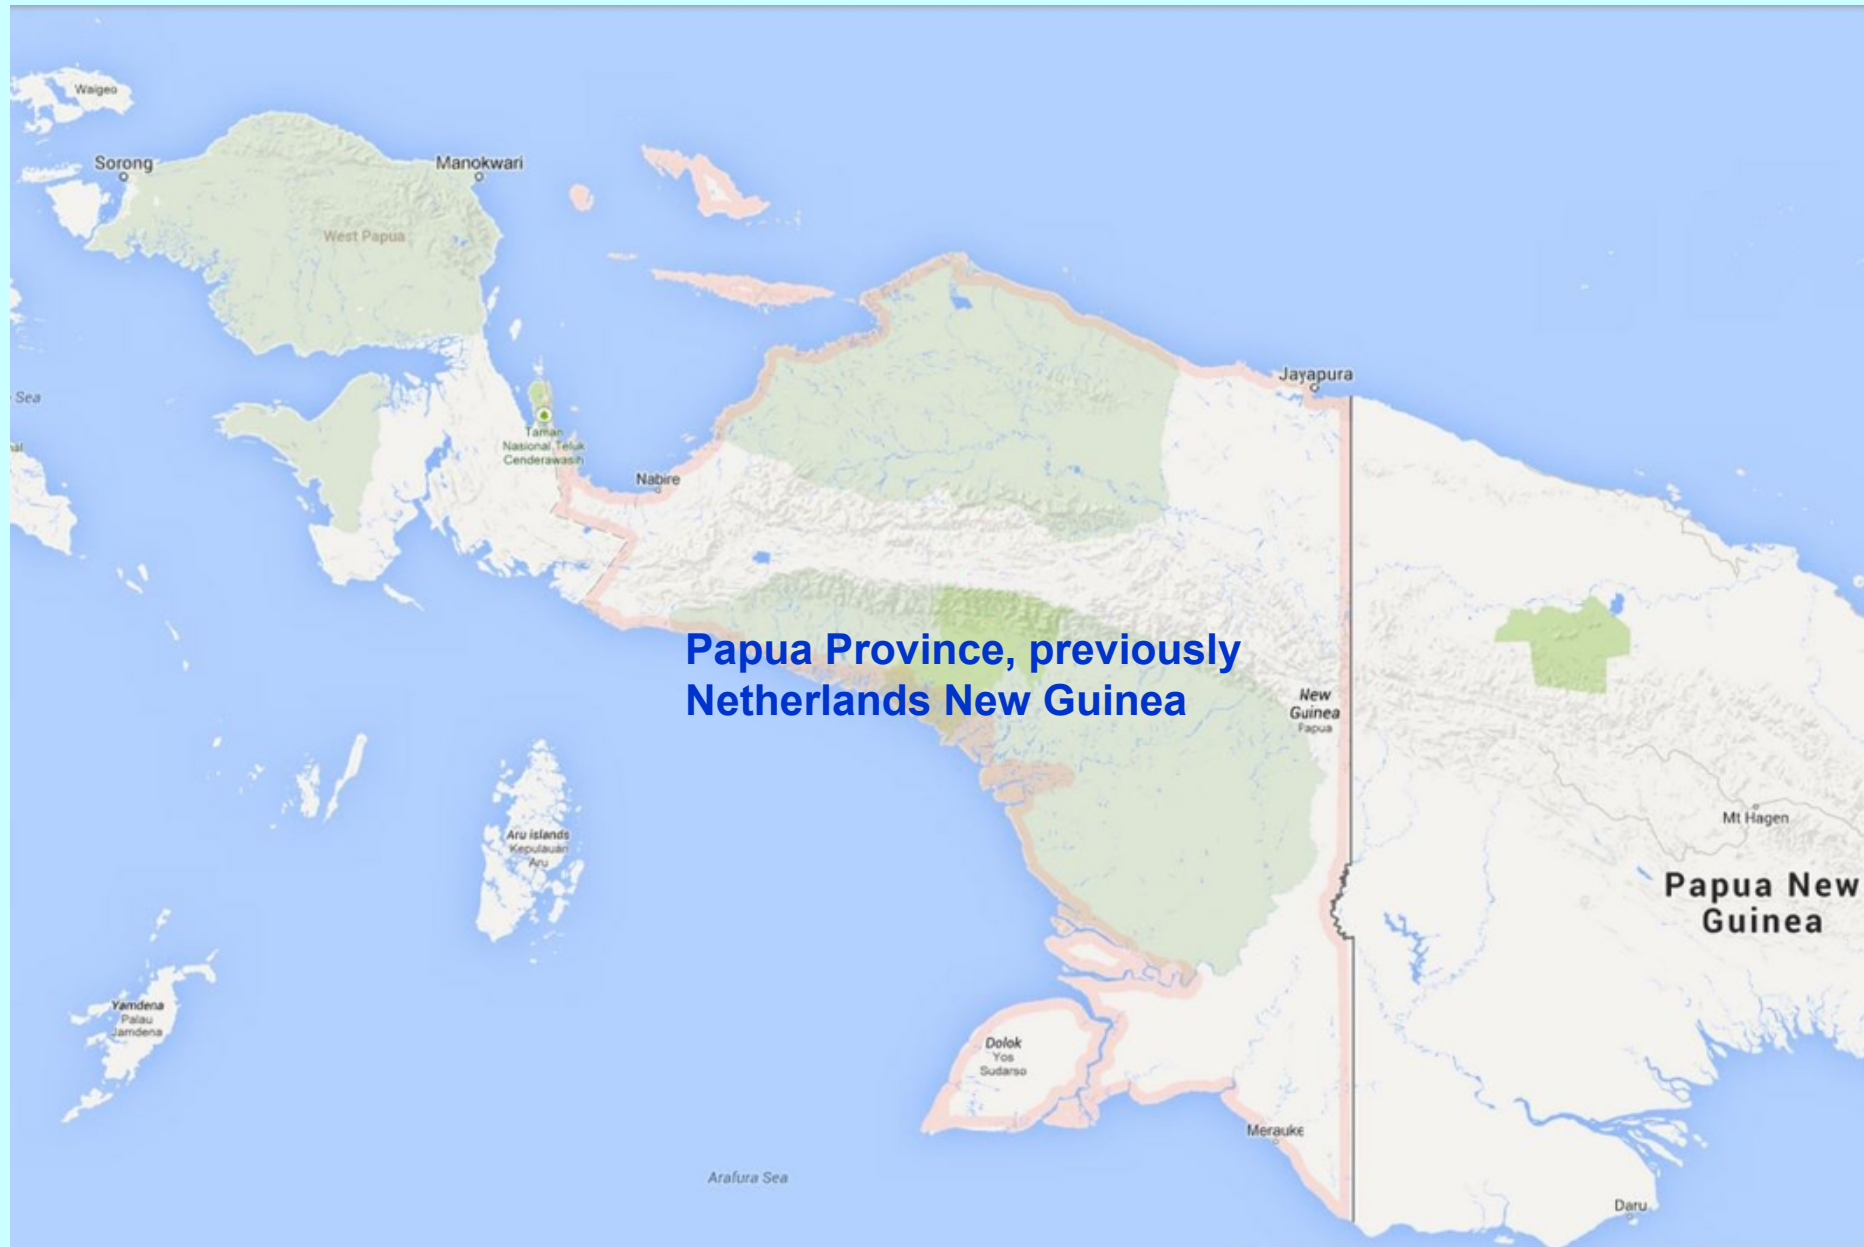 Waigeo
Sorong
Manokwari
West Papua
Jayapura
Sea
Taman
Nasional Teluk
Cenderawasih
Nabire
Papua Province, previously
Netherlands New Guinea
New
Guinea
Papua
Mt Hagen
Aru islands
Kepulauan
Aru
Papua New
Guinea
Yamdena
Palau
Jamdena
Dolok
Yos
Sudarso
Merauke
Arafura Sea
Daru